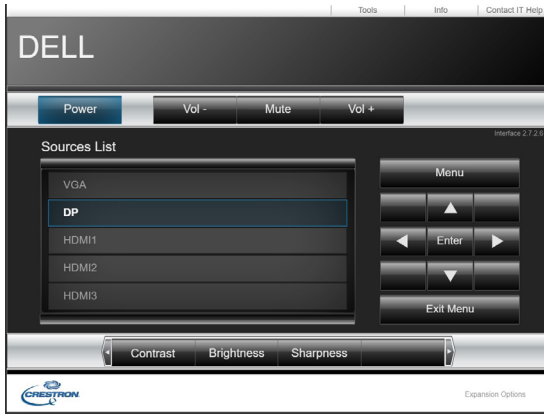 Tools Info Contact IT Help
DELL
Power Vol - Mute Vol +
Interface 2.7.2.6
Sources List
VGA
DP
HDMI1
HDMI2
HDMI3
Menu
Enter
Exit Menu
Contrast Brightness Sharpness
CRESTRON
Expansion Options